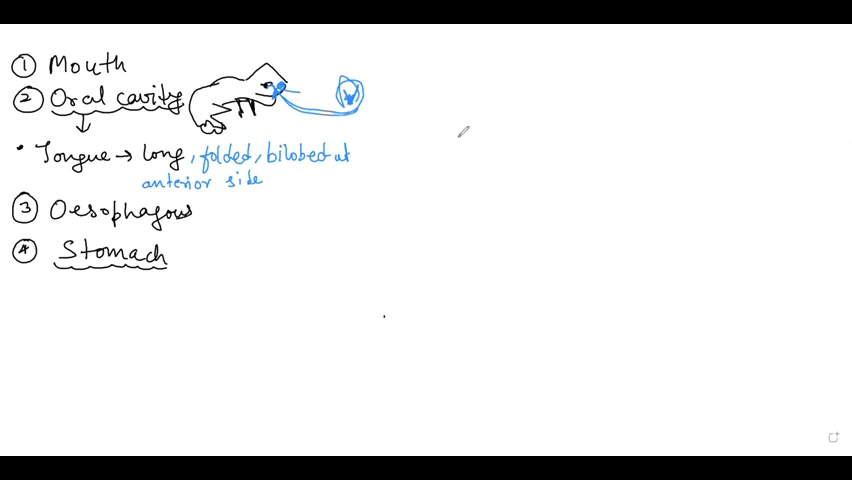 ① Mouth
② Oral cavity
• Tongue → long, folded, bilobed at
anterior side
③ Oesophagous
④ Stomach